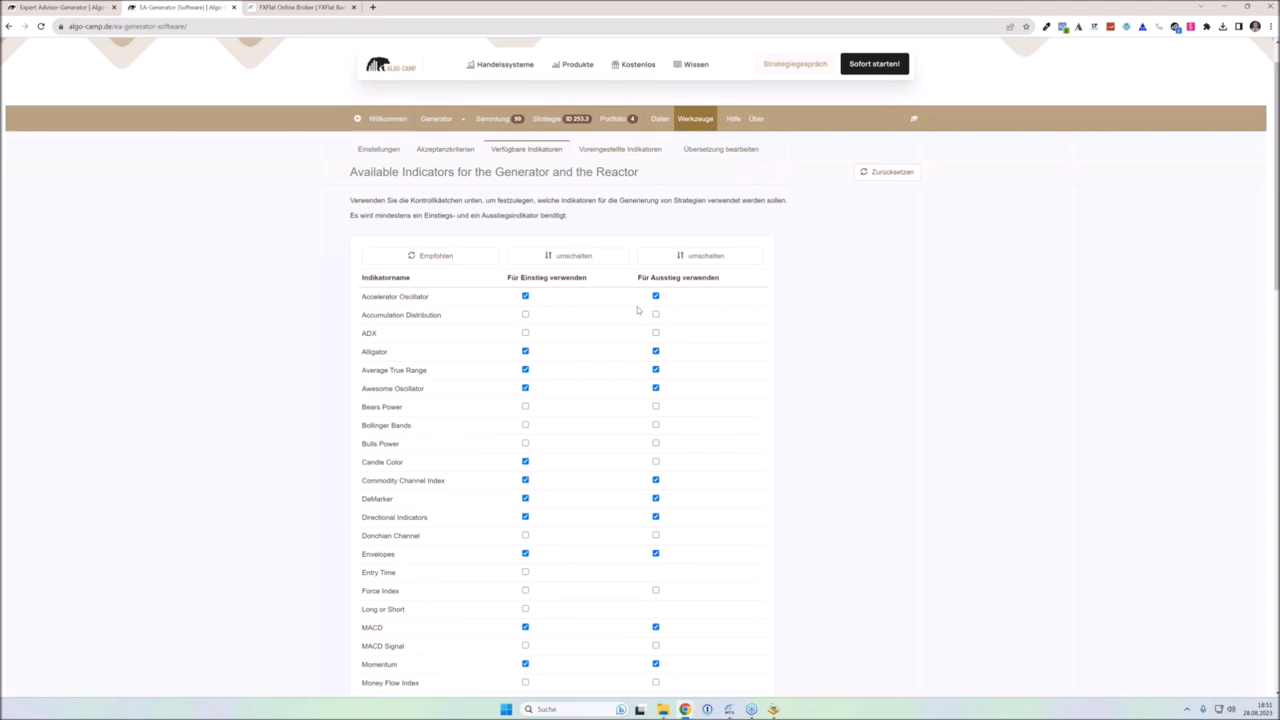 Expert Advisor-Generator | Algo-
EA-Generator (Software) | Algo-
FXFlat Online Broker | FXFlat
algo-camp.de/ea-generator-software/
ALGO-CAMP
Handelssysteme
Produkte
Kostenlos
Wissen
Strategiegespräch
Sofort starten!
Willkommen
Generator
Sammlung 99
Strategie ID 253.3
Portfolio 4
Daten
Werkzeuge
Hilfe
Über
Einstellungen
Akzeptanzkriterien
Verfügbare Indikatoren
Voreingestellte Indikatoren
Übersetzung bearbeiten
Available Indicators for the Generator and the Reactor
Zurücksetzen
Verwenden Sie die Kontrollkästchen unten, um festzulegen, welche Indikatoren für die Generierung von Strategien verwendet werden sollen.
Es wird mindestens ein Einstiegs- und ein Ausstiegsindikator benötigt.
Empfohlen
umschalten
umschalten
Indikatorname
Für Einstieg verwenden
Für Ausstieg verwenden
Accelerator Oscillator
Accumulation Distribution
ADX
Alligator
Average True Range
Awesome Oscillator
Bears Power
Bollinger Bands
Bulls Power
Candle Color
Commodity Channel Index
DeMarker
Directional Indicators
Donchian Channel
Envelopes
Entry Time
Force Index
Long or Short
MACD
MACD Signal
Momentum
Money Flow Index
Suche
18:51
28.08.2023